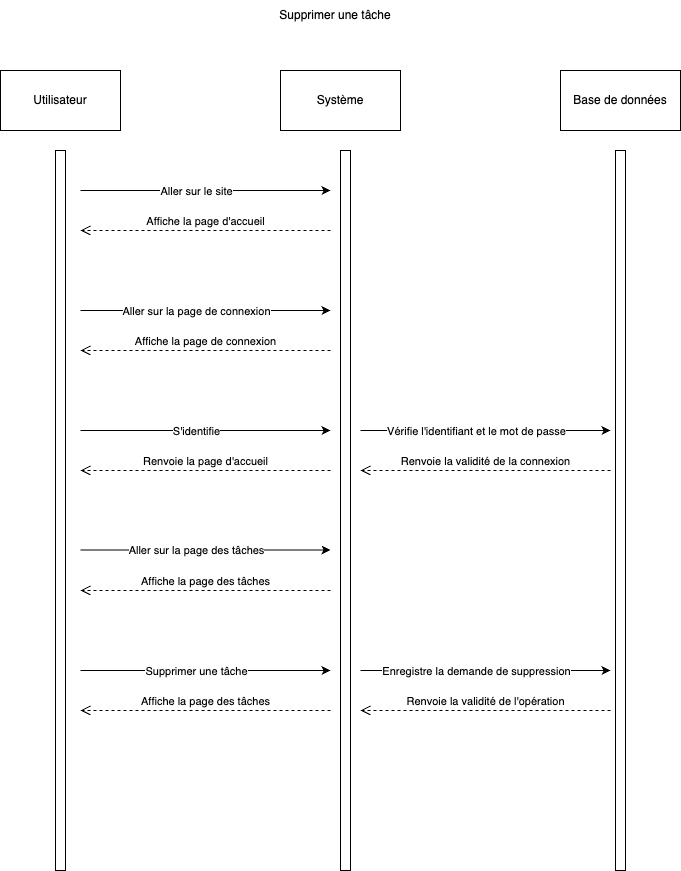 Supprimer une tâche
Utilisateur
Système
Base de données
Aller sur le site
Affiche la page d'accueil
Aller sur la page de connexion
Affiche la page de connexion
S'identifie
Vérifie l'identifiant et le mot de passe
Renvoie la page d'accueil
Renvoie la validité de la connexion
Aller sur la page des tâches
Affiche la page des tâches
Supprimer une tâche
Enregistre la demande de suppression
Affiche la page des tâches
Renvoie la validité de l'opération